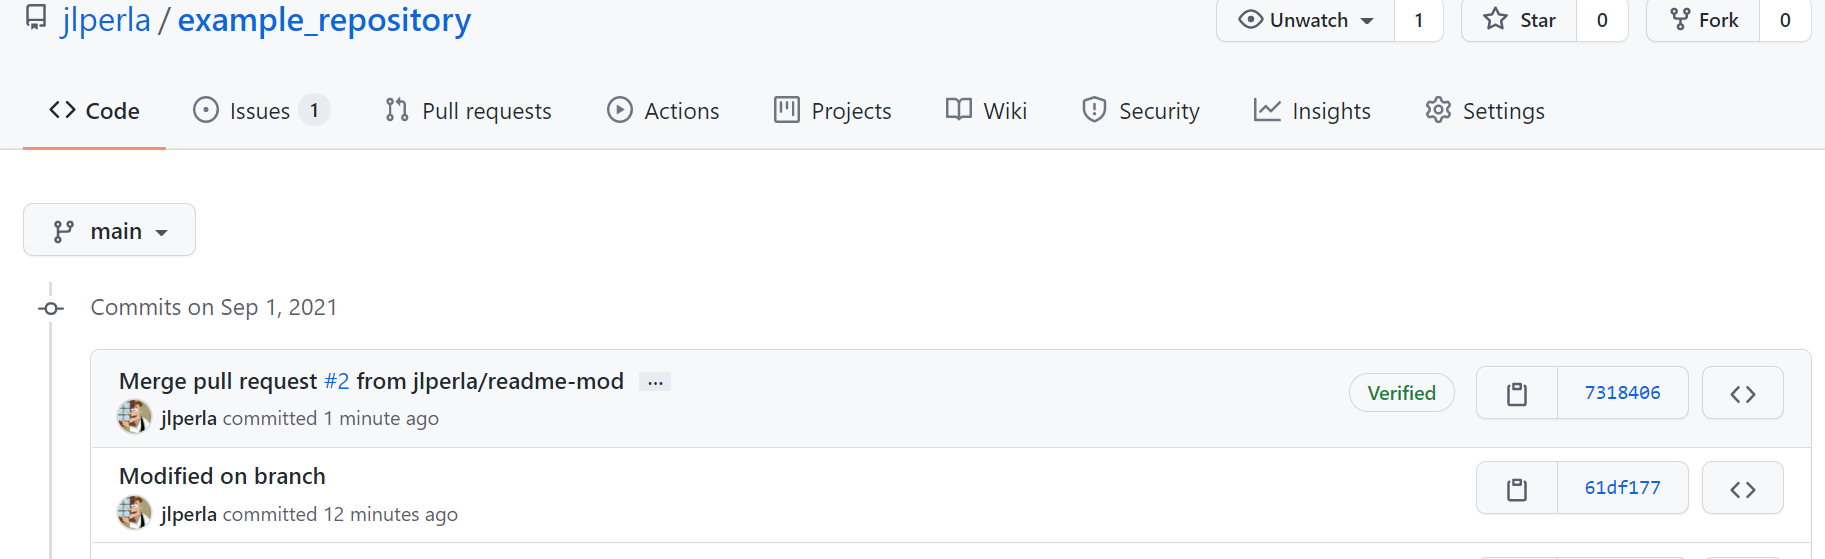 jlperla / example_repository
Unwatch 1 Star 0 Fork 0
Code Issues 1 Pull requests Actions Projects Wiki Security Insights Settings
main
Commits on Sep 1, 2021
Merge pull request #2 from jlperla/readme-mod ...
Verified 7318406
jlperla committed 1 minute ago
Modified on branch
61df177
jlperla committed 12 minutes ago